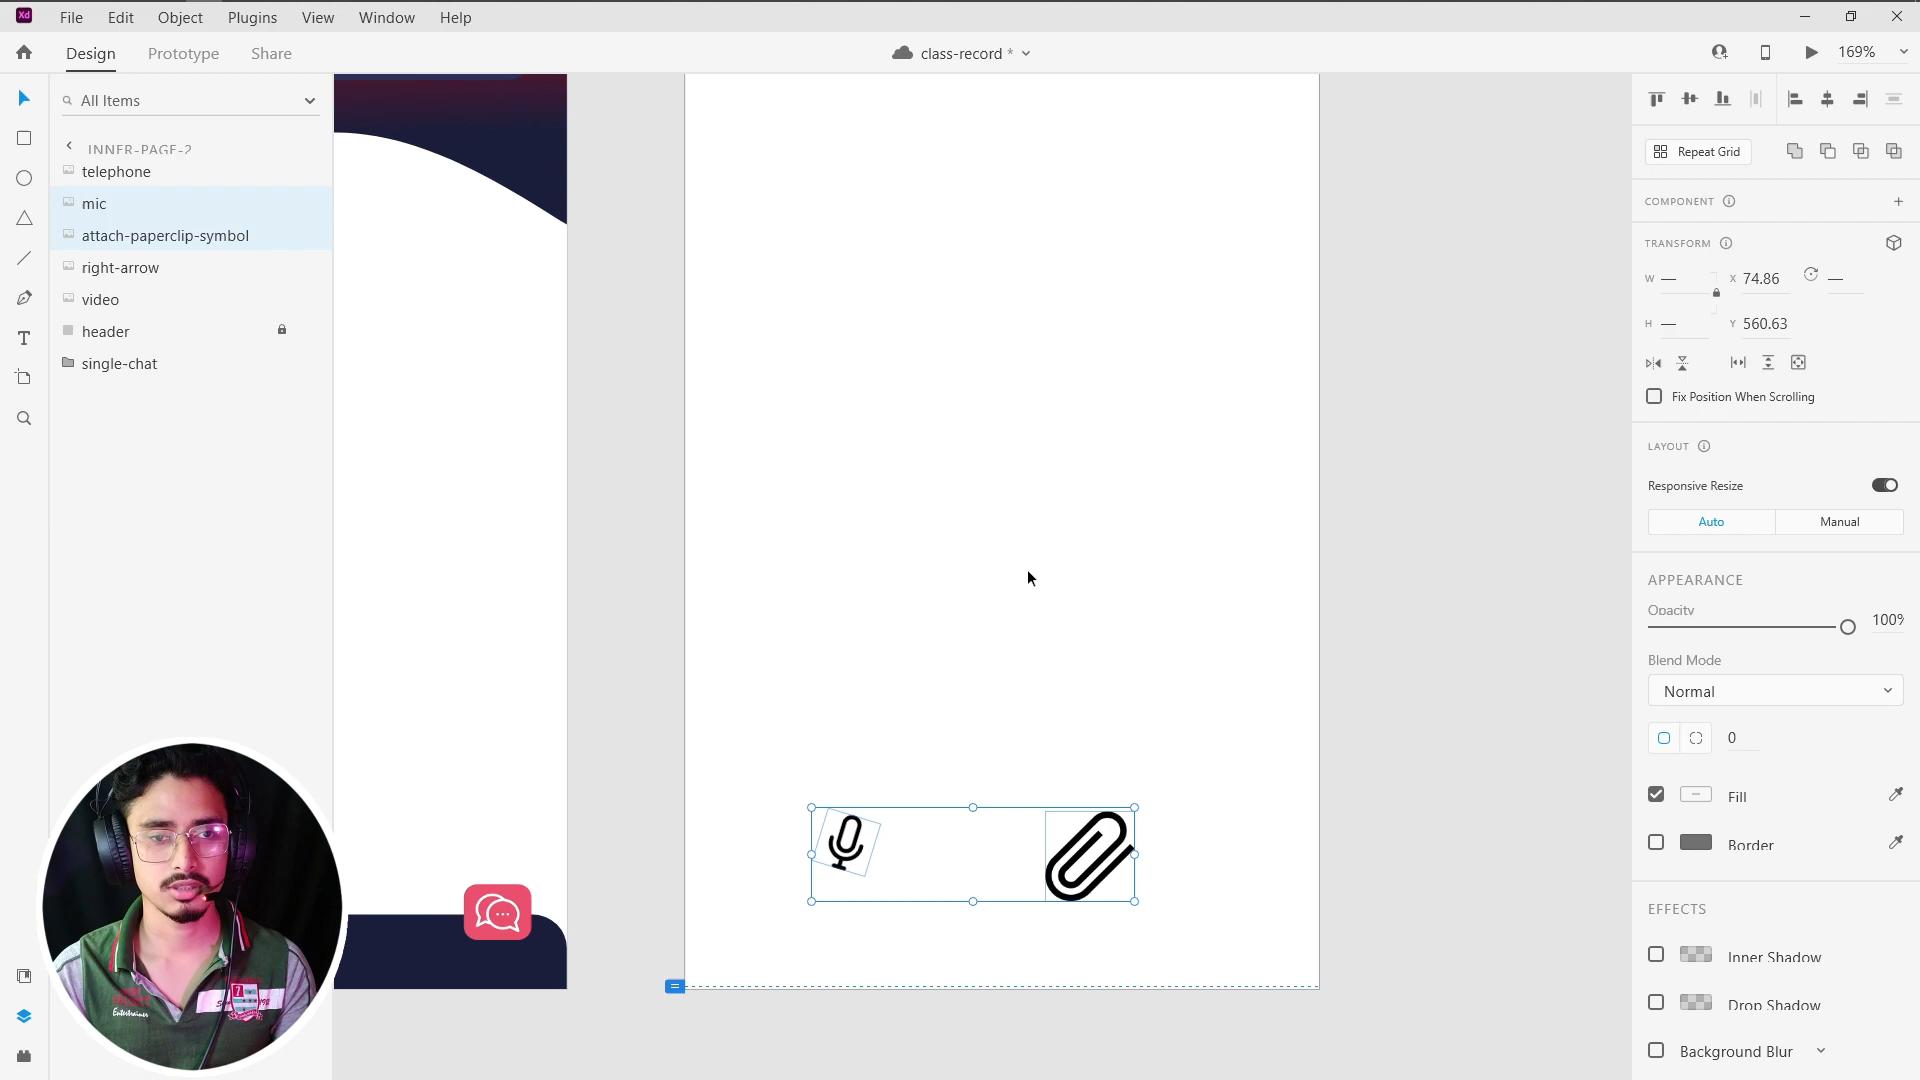 Xd File Edit Object Plugins View Window Help
Design Prototype Share class-record * 169%
All Items
INNER-PAGE-2
telephone
mic
attach-paperclip-symbol
right-arrow
video
header
single-chat
Repeat Grid
COMPONENT
TRANSFORM
W — X 74.86 —
H — Y 560.63
Fix Position When Scrolling
LAYOUT
Responsive Resize
Auto Manual
APPEARANCE
Opacity
100%
Blend Mode
Normal
0
Fill
Border
EFFECTS
Inner Shadow
Drop Shadow
Background Blur
Entertrainer